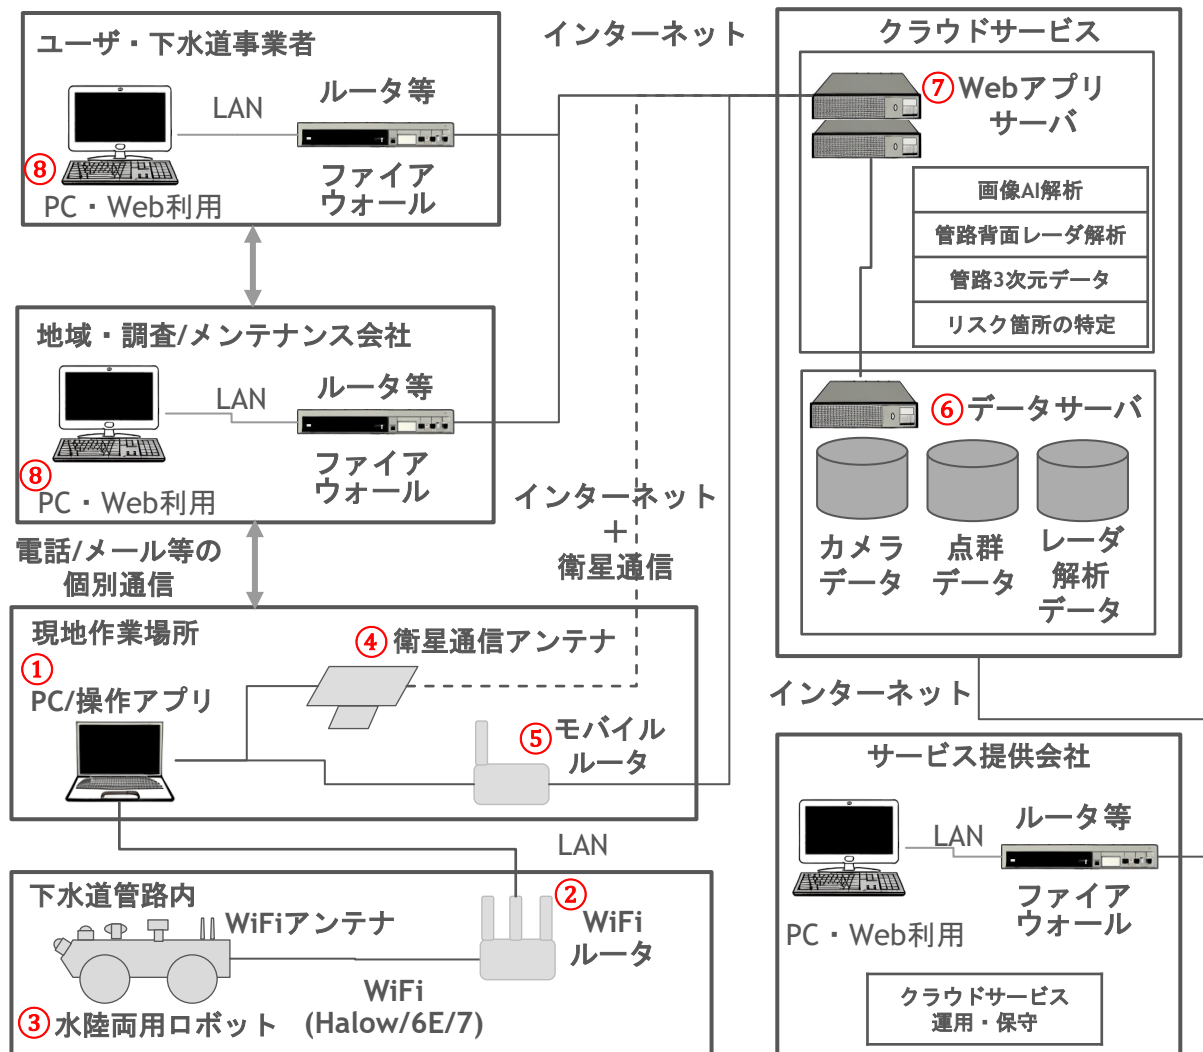 ユーザ・下水道事業者
LAN
ルータ等
ファイア
ウォール
⑧
PC・Web利用
地域・調査/メンテナンス会社
LAN
ルータ等
ファイア
ウォール
⑧
PC・Web利用
電話/メール等の
個別通信
現地作業場所
①
PC/操作アプリ
④衛星通信アンテナ
⑤モバイル
ルータ
LAN
下水道管路内
WiFiアンテナ
②
WiFi
ルータ
WiFi
(Halow/6E/7)
③水陸両用ロボット
インターネット
インターネット
+
衛星通信
クラウドサービス
⑦Webアプリ
サーバ
画像AI解析
管路背面レーダ解析
管路3次元データ
リスク箇所の特定
⑥データサーバ
カメラ
データ
点群
データ
レーダ
解析
データ
インターネット
サービス提供会社
LAN
ルータ等
ファイア
ウォール
PC・Web利用
クラウドサービス
運用・保守